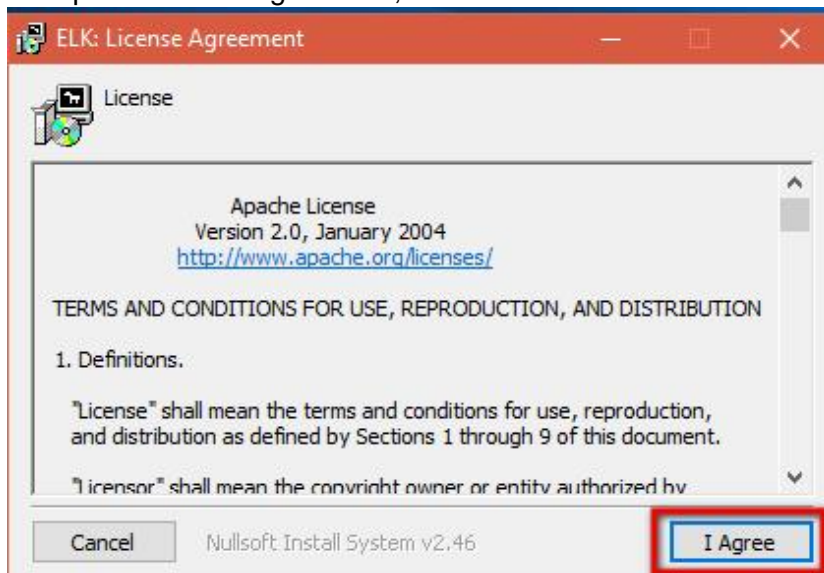 ELK: License Agreement
License
Apache License
Version 2.0, January 2004
http://www.apache.org/licenses/
TERMS AND CONDITIONS FOR USE, REPRODUCTION, AND DISTRIBUTION
1. Definitions.
"License" shall mean the terms and conditions for use, reproduction,
and distribution as defined by Sections 1 through 9 of this document.
"Licensor" shall mean the copyright owner or entity authorized by
Cancel Nullsoft Install System v2.46 I Agree